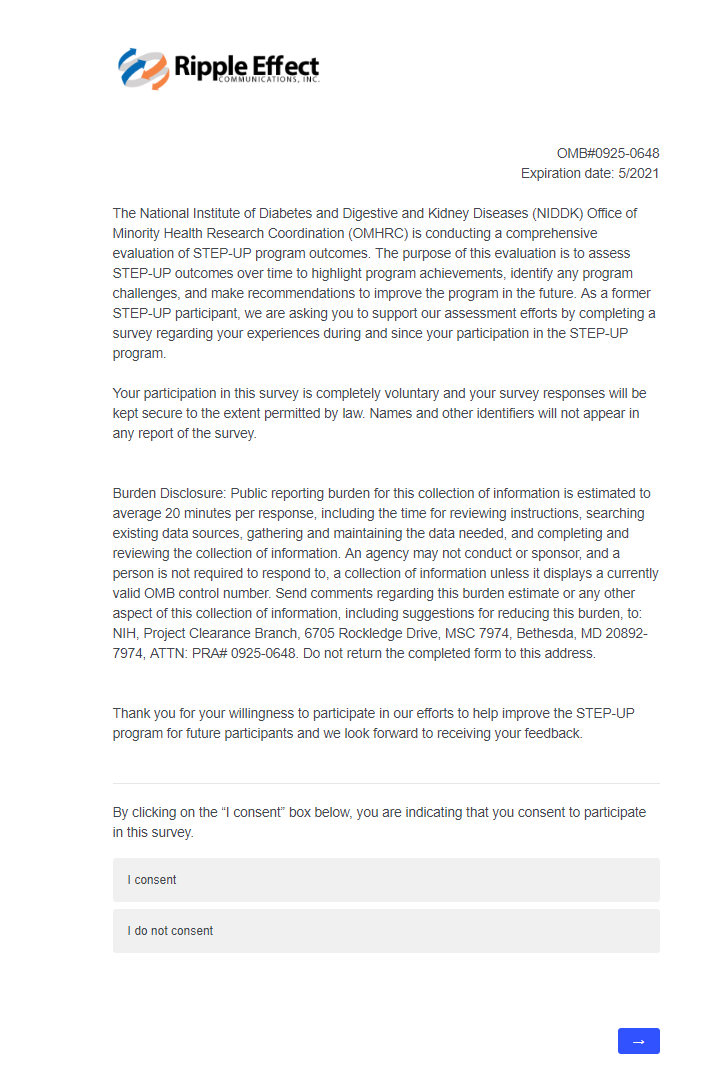 Ripple Effect
COMMUNICATIONS, INC.
OMB#0925-0648
Expiration date: 5/2021
The National Institute of Diabetes and Digestive and Kidney Diseases (NIDDK) Office of
Minority Health Research Coordination (OMHRC) is conducting a comprehensive
evaluation of STEP-UP program outcomes. The purpose of this evaluation is to assess
STEP-UP outcomes over time to highlight program achievements, identify any program
challenges, and make recommendations to improve the program in the future. As a former
STEP-UP participant, we are asking you to support our assessment efforts by completing a
survey regarding your experiences during and since your participation in the STEP-UP
program.
Your participation in this survey is completely voluntary and your survey responses will be
kept secure to the extent permitted by law. Names and other identifiers will not appear in
any report of the survey.
Burden Disclosure: Public reporting burden for this collection of information is estimated to
average 20 minutes per response, including the time for reviewing instructions, searching
existing data sources, gathering and maintaining the data needed, and completing and
reviewing the collection of information. An agency may not conduct or sponsor, and a
person is not required to respond to, a collection of information unless it displays a currently
valid OMB control number. Send comments regarding this burden estimate or any other
aspect of this collection of information, including suggestions for reducing this burden, to:
NIH, Project Clearance Branch, 6705 Rockledge Drive, MSC 7974, Bethesda, MD 20892-
7974, ATTN: PRA# 0925-0648. Do not return the completed form to this address.
Thank you for your willingness to participate in our efforts to help improve the STEP-UP
program for future participants and we look forward to receiving your feedback.
By clicking on the “I consent” box below, you are indicating that you consent to participate
in this survey.
I consent
I do not consent
→